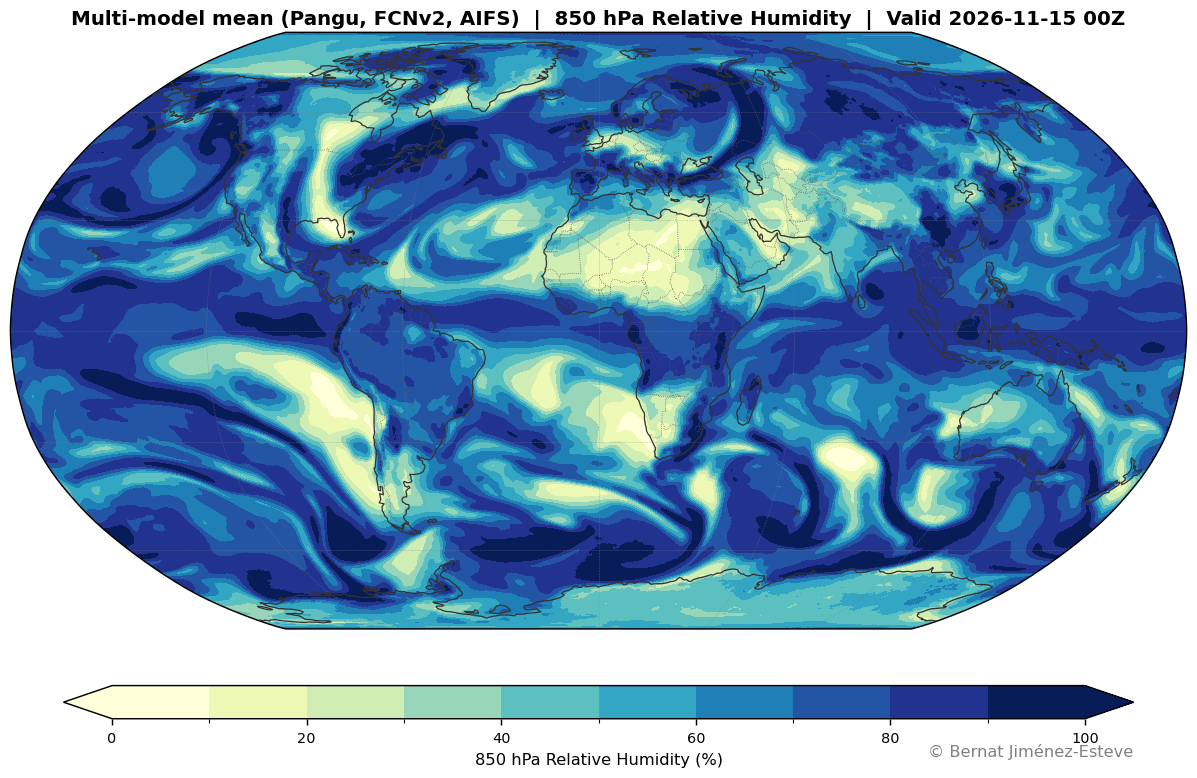 Multi-model mean (Pangu, FCNv2, AIFS)  |  850 hPa Relative Humidity  |  Valid 2026-11-15 00Z
0 20 40 60 80 100
850 hPa Relative Humidity (%)
© Bernat Jiménez-Esteve